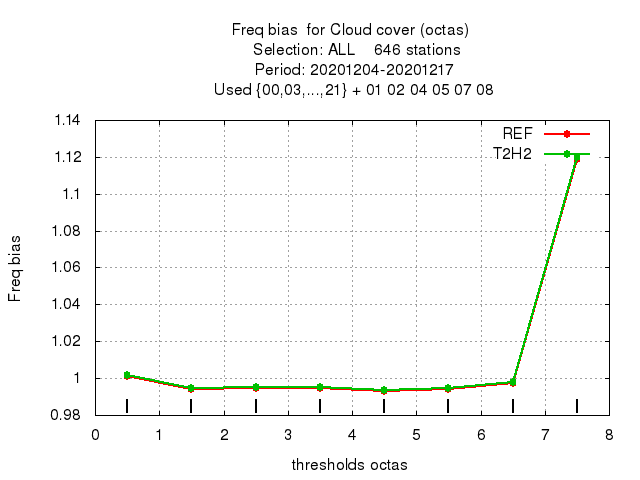 Freq bias  for Cloud cover (octas)
Selection: ALL    646 stations
Period: 20201204-20201217
Used {00,03,...,21} + 01 02 04 05 07 08
REF
T2H2
1.14
1.12
1.1
1.08
1.06
1.04
1.02
1
0.98
Freq bias
0 1 2 3 4 5 6 7 8
thresholds octas